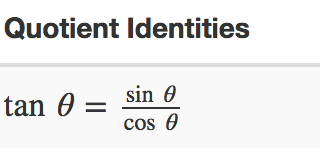 Quotient Identities
tan θ = sin θ / cos θ